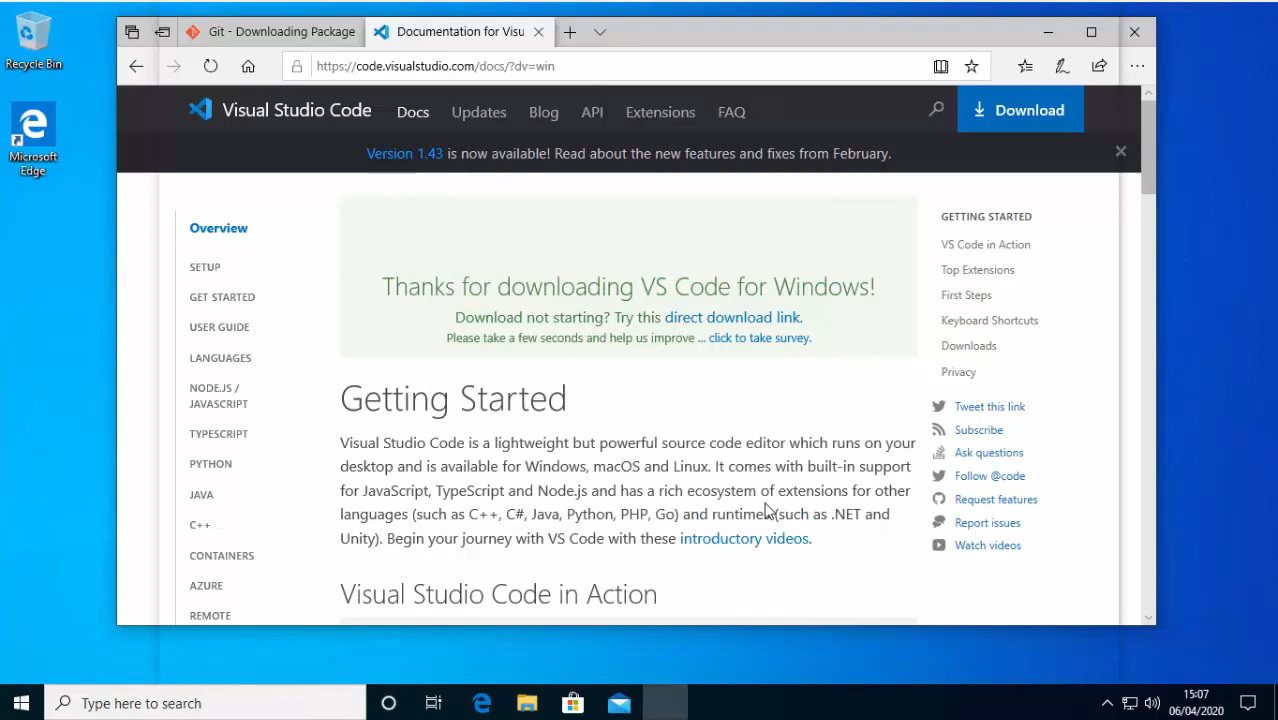 Recycle Bin
Microsoft
Edge
Git - Downloading Package
Documentation for Visu
https://code.visualstudio.com/docs/?dv=win
Visual Studio Code
Docs
Updates
Blog
API
Extensions
FAQ
Download
Version 1.43 is now available! Read about the new features and fixes from February.
Overview
SETUP
GET STARTED
USER GUIDE
LANGUAGES
NODE.JS /
JAVASCRIPT
TYPESCRIPT
PYTHON
JAVA
C++
CONTAINERS
AZURE
REMOTE
Thanks for downloading VS Code for Windows!
Download not starting? Try this direct download link.
Please take a few seconds and help us improve ... click to take survey.
Getting Started
Visual Studio Code is a lightweight but powerful source code editor which runs on your
desktop and is available for Windows, macOS and Linux. It comes with built-in support
for JavaScript, TypeScript and Node.js and has a rich ecosystem of extensions for other
languages (such as C++, C#, Java, Python, PHP, Go) and runtimes (such as .NET and
Unity). Begin your journey with VS Code with these introductory videos.
Visual Studio Code in Action
GETTING STARTED
VS Code in Action
Top Extensions
First Steps
Keyboard Shortcuts
Downloads
Privacy
Tweet this link
Subscribe
Ask questions
Follow @code
Request features
Report issues
Watch videos
Type here to search
15:07
06/04/2020